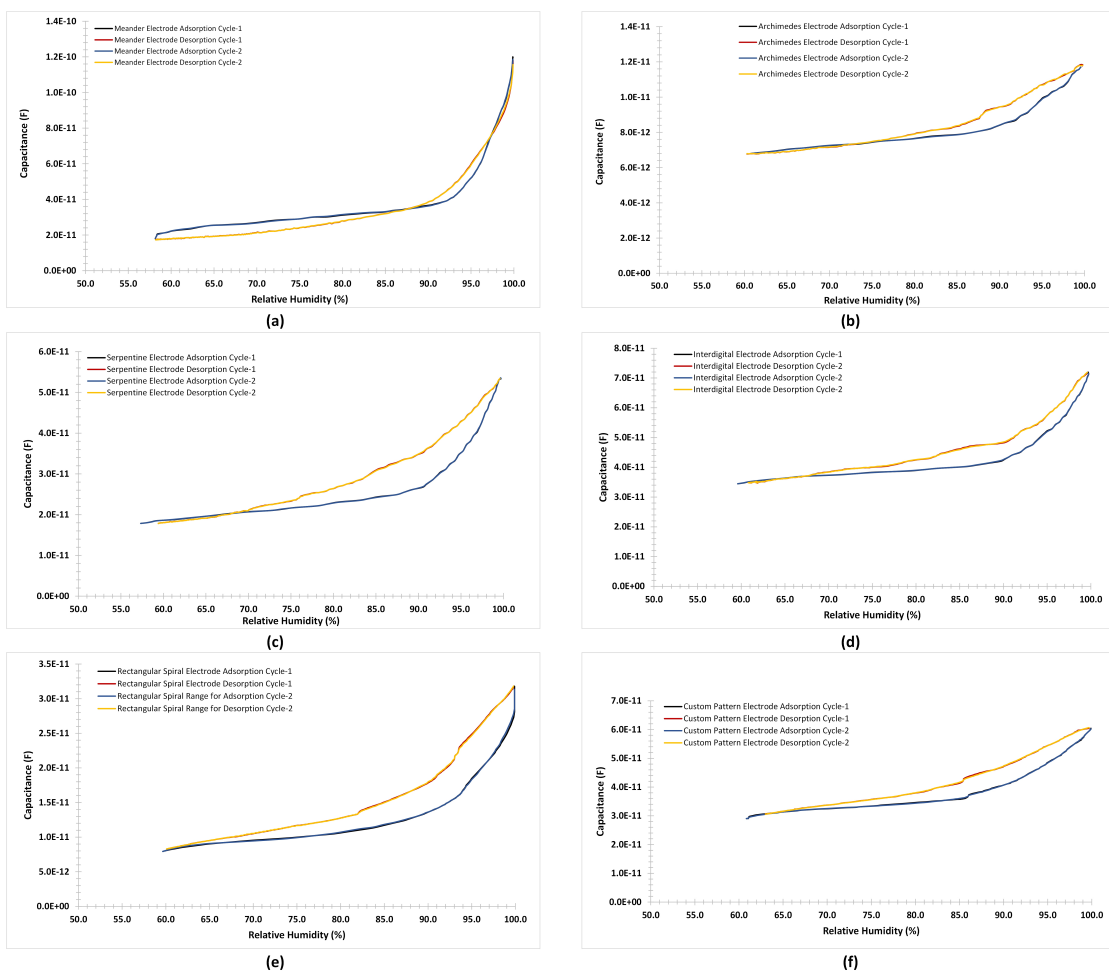 1.4E-10
1.2E-10
1.0E-10
8.0E-11
6.0E-11
4.0E-11
2.0E-11
0.0E+00
Capacitance (F)
Meander Electrode Adsorption Cycle-1
Meander Electrode Desorption Cycle-1
Meander Electrode Adsorption Cycle-2
Meander Electrode Desorption Cycle-2
50.0 55.0 60.0 65.0 70.0 75.0 80.0 85.0 90.0 95.0 100.0
Relative Humidity (%)
(a)
1.4E-11
1.2E-11
1.0E-11
8.0E-12
6.0E-12
4.0E-12
2.0E-12
0.0E+00
Capacitance (F)
Archimedes Electrode Adsorption Cycle-1
Archimedes Electrode Desorption Cycle-1
Archimedes Electrode Adsorption Cycle-2
Archimedes Electrode Desorption Cycle-2
50.0 55.0 60.0 65.0 70.0 75.0 80.0 85.0 90.0 95.0 100.0
Relative Humidity (%)
(b)
6.0E-11
5.0E-11
4.0E-11
3.0E-11
2.0E-11
1.0E-11
0.0E+00
Capacitance (F)
Serpentine Electrode Adsorption Cycle-1
Serpentine Electrode Desorption Cycle-1
Serpentine Electrode Adsorption Cycle-2
Serpentine Electrode Desorption Cycle-2
50.0 55.0 60.0 65.0 70.0 75.0 80.0 85.0 90.0 95.0 100.0
Relative Humidity (%)
(c)
8.0E-11
7.0E-11
6.0E-11
5.0E-11
4.0E-11
3.0E-11
2.0E-11
1.0E-11
0.0E+00
Capacitance (F)
Interdigital Electrode Adsorption Cycle-1
Interdigital Electrode Desorption Cycle-2
Interdigital Electrode Adsorption Cycle-2
Interdigital Electrode Desorption Cycle-2
50.0 55.0 60.0 65.0 70.0 75.0 80.0 85.0 90.0 95.0 100.0
Relative Humidity (%)
(d)
3.5E-11
3.0E-11
2.5E-11
2.0E-11
1.5E-11
1.0E-11
5.0E-12
0.0E+00
Capacitance (F)
Rectangular Spiral Electrode Adsorption Cycle-1
Rectangular Spiral Electrode Desorption Cycle-1
Rectangular Spiral Range for Adsorption Cycle-2
Rectangular Spiral Range for Desorption Cycle-2
50.0 55.0 60.0 65.0 70.0 75.0 80.0 85.0 90.0 95.0 100.0
Relative Humidity (%)
(e)
7.0E-11
6.0E-11
5.0E-11
4.0E-11
3.0E-11
2.0E-11
1.0E-11
0.0E+00
Capacitance (F)
Custom Pattern Electrode Adsorption Cycle-1
Custom Pattern Electrode Desorption Cycle-1
Custom Pattern Electrode Adsorption Cycle-2
Custom Pattern Electrode Desorption Cycle-2
50.0 55.0 60.0 65.0 70.0 75.0 80.0 85.0 90.0 95.0 100.0
Relative Humidity (%)
(f)